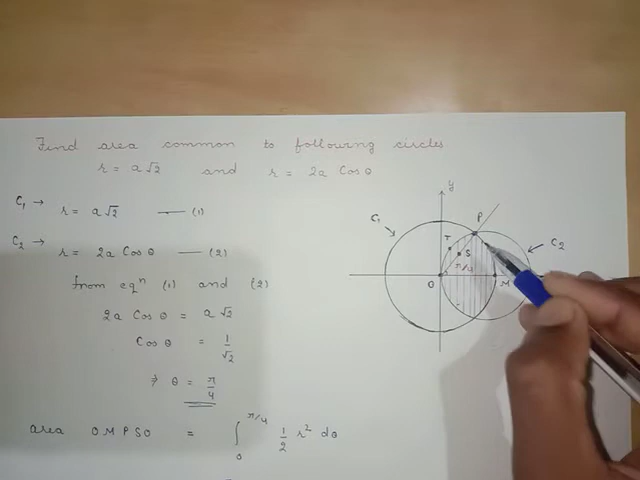 Find area common to following circles
r = a√2 and r = 2a Cos θ
C₁ → r = a√2 —— (1)
C₂ → r = 2a Cos θ —— (2)
from eqⁿ (1) and (2)
2a Cos θ = a√2
Cos θ = 1/√2
⇒ θ = π/4
area OMPSO = ∫₀^π/4 1/2 r² dθ
y
C₁
P
C₂
T
S
π/4
O
M